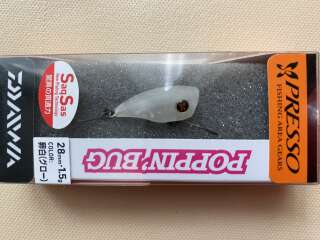 DAIWA
SaqSas
驚異の貫通力
PRESSO
FISHING AREA GEARS
POPPIN' BUG
28mm 1.5g
COLOR:
卵白(グロー)